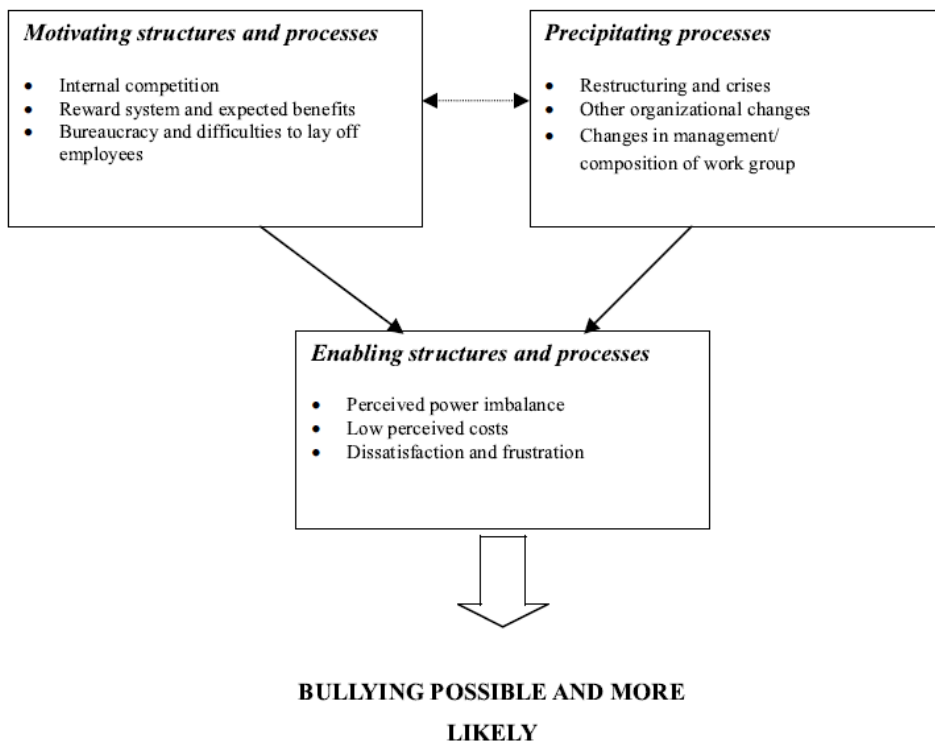 Motivating structures and processes
• Internal competition
• Reward system and expected benefits
• Bureaucracy and difficulties to lay off
employees
Precipitating processes
• Restructuring and crises
• Other organizational changes
• Changes in management/
composition of work group
Enabling structures and processes
• Perceived power imbalance
• Low perceived costs
• Dissatisfaction and frustration
BULLYING POSSIBLE AND MORE
LIKELY